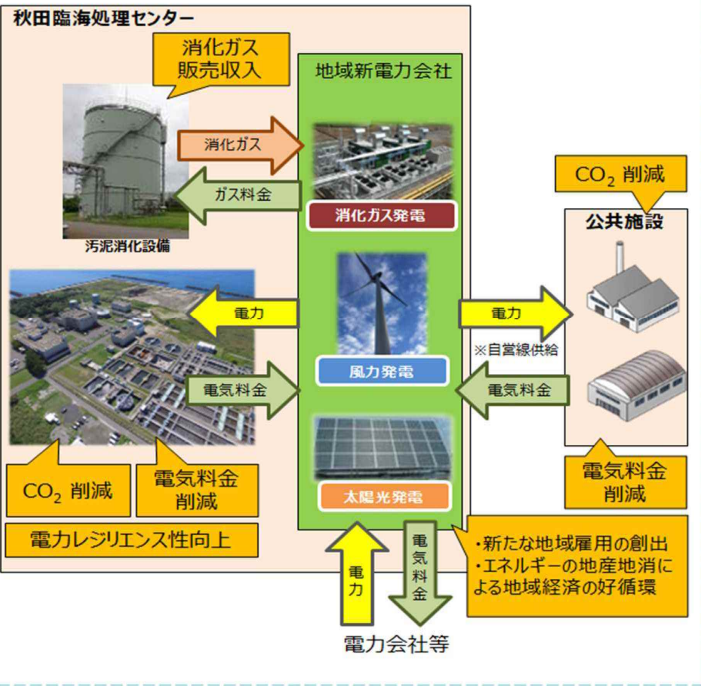 秋田臨海処理センター
消化ガス
販売収入
地域新電力会社
消化ガス
ガス料金
消化ガス発電
汚泥消化設備
CO2 削減
公共施設
電力
風力発電
電力
※自営線供給
電気料金
電気料金
太陽光発電
CO2 削減
電気料金
削減
電気料金
削減
電力レジリエンス性向上
電力
電気料金
・新たな地域雇用の創出
・エネルギーの地産地消に
よる地域経済の好循環
電力会社等